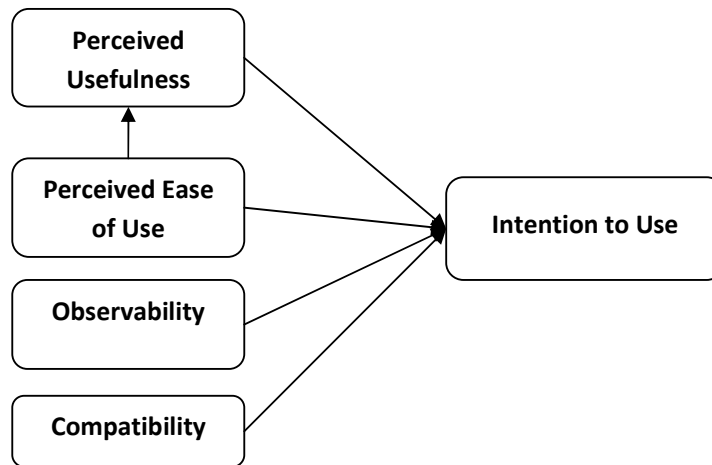 Perceived
Usefulness
Perceived Ease
of Use
Intention to Use
Observability
Compatibility